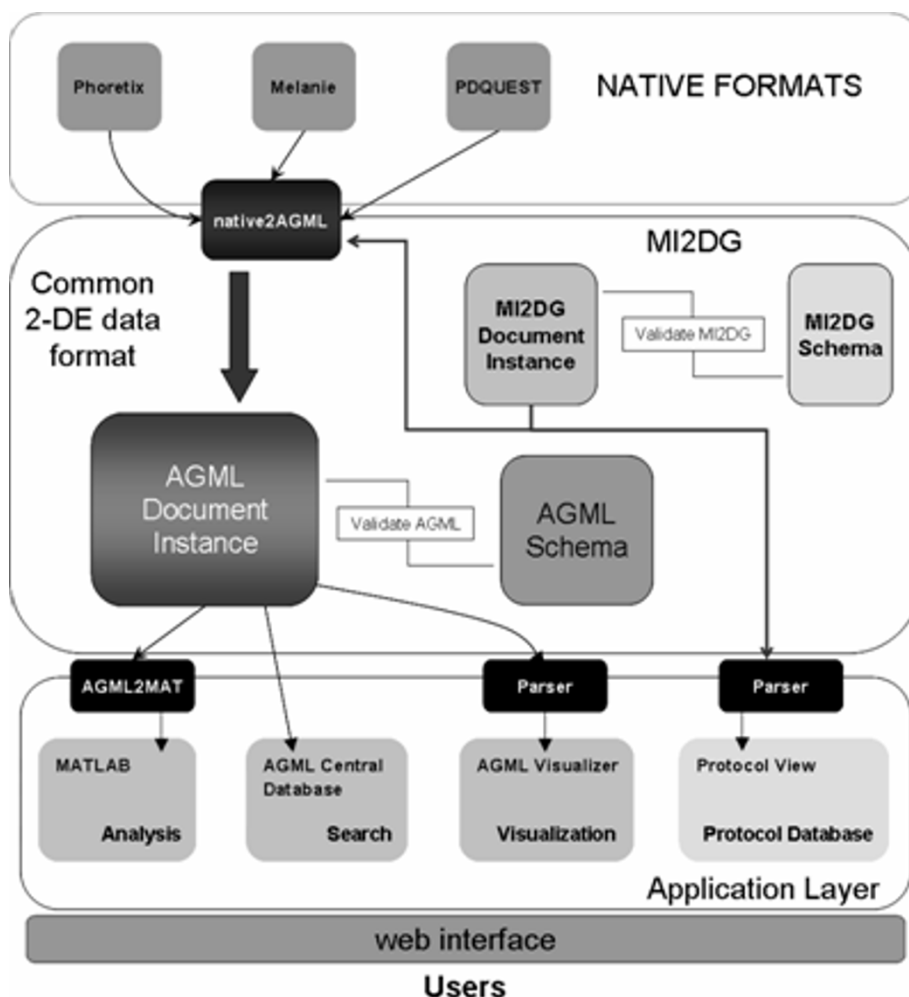 Phoretix
Melanie
PDQUEST
NATIVE FORMATS
native2AGML
MI2DG
Common
2-DE data
format
MI2DG
Document
Instance
Validate MI2DG
MI2DG
Schema
AGML
Document
Instance
Validate AGML
AGML
Schema
AGML2MAT
Parser
Parser
MATLAB
Analysis
AGML Central
Database
Search
AGML Visualizer
Visualization
Protocol View
Protocol Database
Application Layer
web interface
Users